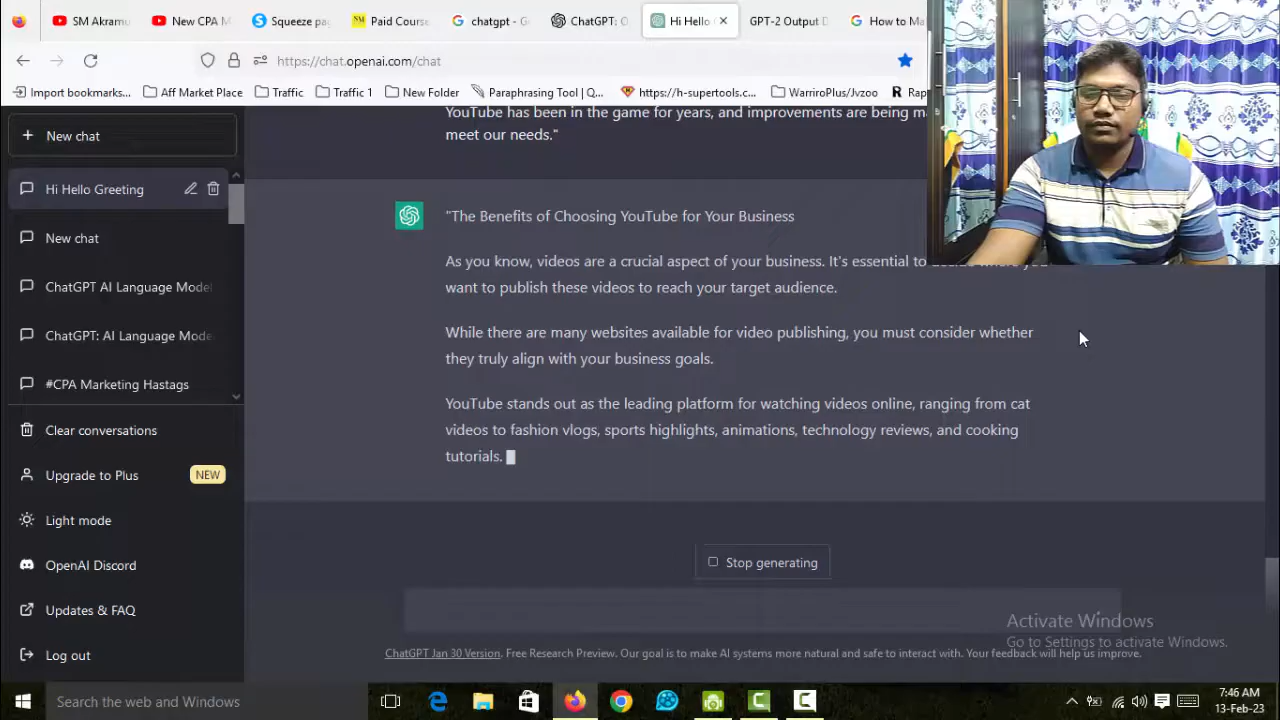 SM Akramu
New CPA M
Squeeze pa
Paid Course
chatgpt - G
ChatGPT: O
Hi Hello
GPT-2 Output D
How to Ma
https://chat.openai.com/chat
Import bookmarks...
Aff Market Place
Traffic
Traffic 1
New Folder
Paraphrasing Tool | Q...
https://h-supertools.c...
WarriroPlus/Jvzoo
Rap
New chat
Hi Hello Greeting
New chat
ChatGPT AI Language Model
ChatGPT: AI Language Mode
#CPA Marketing Hastags
Clear conversations
Upgrade to Plus
NEW
Light mode
OpenAI Discord
Updates & FAQ
Log out
YouTube has been in the game for years, and improvements are being ma
meet our needs."
"The Benefits of Choosing YouTube for Your Business
As you know, videos are a crucial aspect of your business. It's essential to
want to publish these videos to reach your target audience.
While there are many websites available for video publishing, you must consider whether
they truly align with your business goals.
YouTube stands out as the leading platform for watching videos online, ranging from cat
videos to fashion vlogs, sports highlights, animations, technology reviews, and cooking
tutorials.
Stop generating
Activate Windows
Go to Settings to activate Windows.
ChatGPT Jan 30 Version. Free Research Preview. Our goal is to make AI systems more natural and safe to interact with. Your feedback will help us improve.
Search the web and Windows
7:46 AM
13-Feb-23